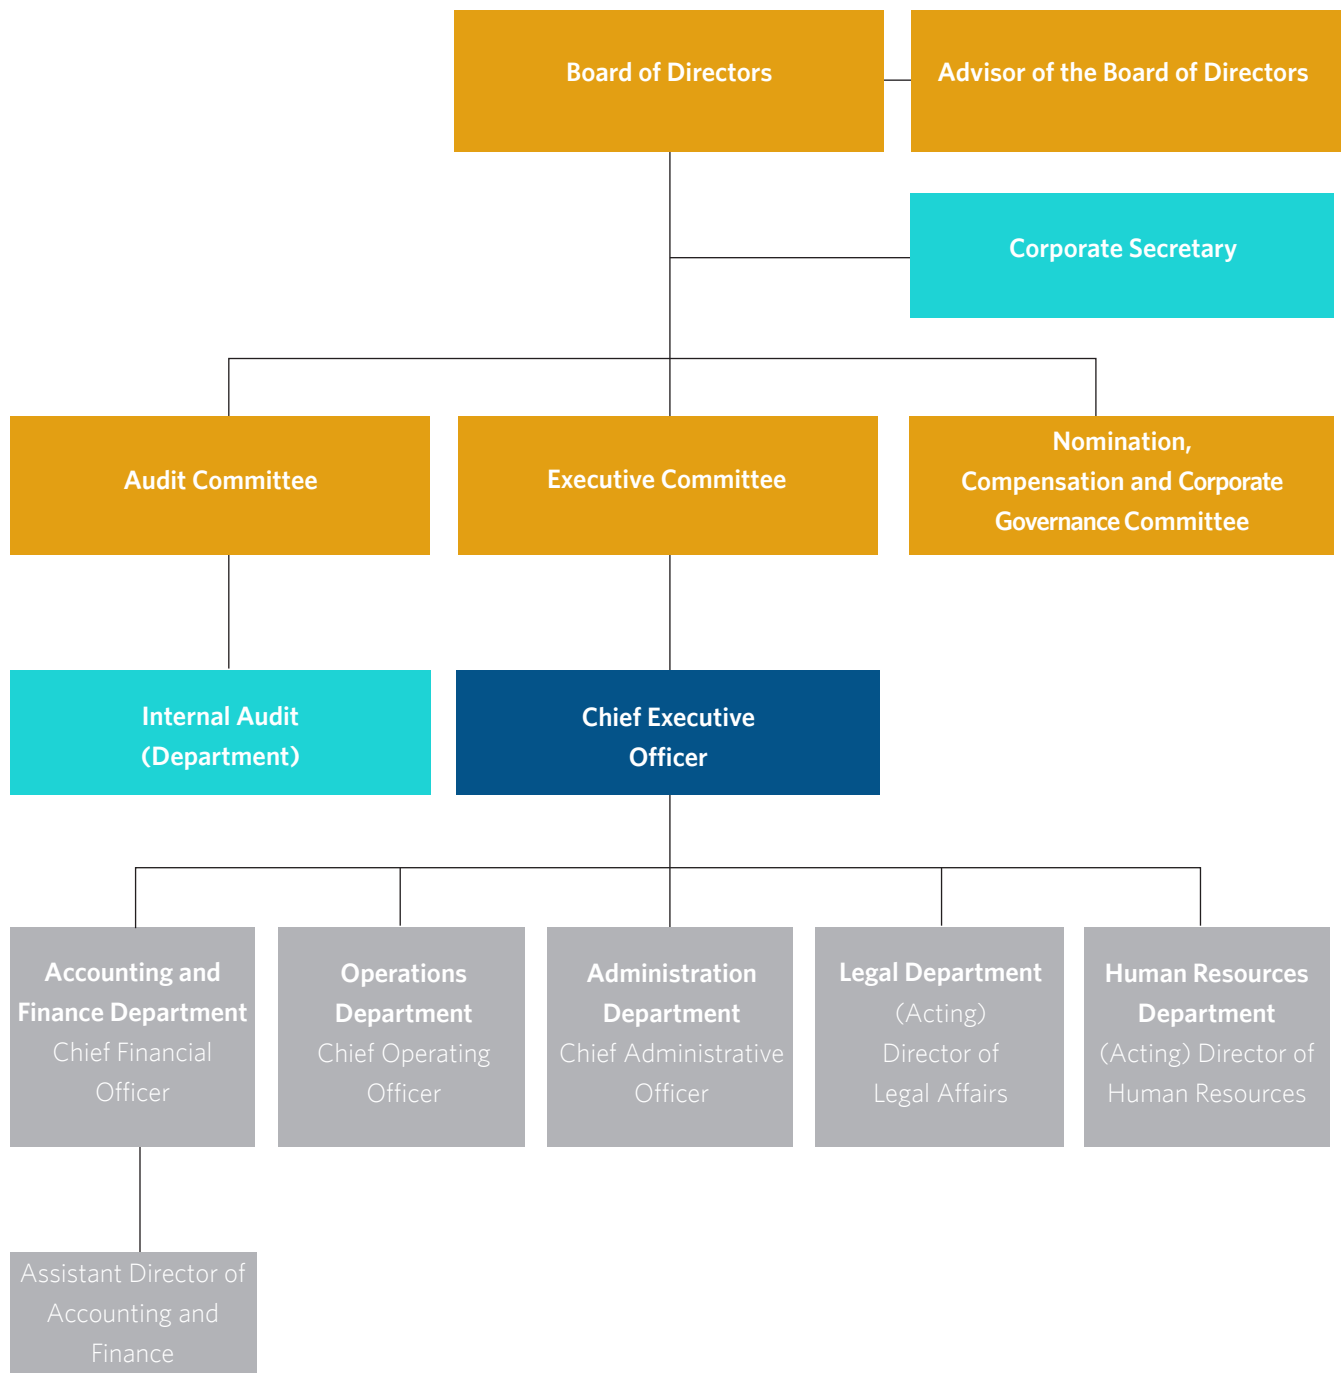 Board of Directors
Advisor of the Board of Directors
Corporate Secretary
Audit Committee
Executive Committee
Nomination,
Compensation and Corporate
Governance Committee
Internal Audit
(Department)
Chief Executive
Officer
Accounting and
Finance Department
Chief Financial
Officer
Operations
Department
Chief Operating
Officer
Administration
Department
Chief Administrative
Officer
Legal Department
(Acting)
Director of
Legal Affairs
Human Resources
Department
(Acting) Director of
Human Resources
Assistant Director of
Accounting and
Finance